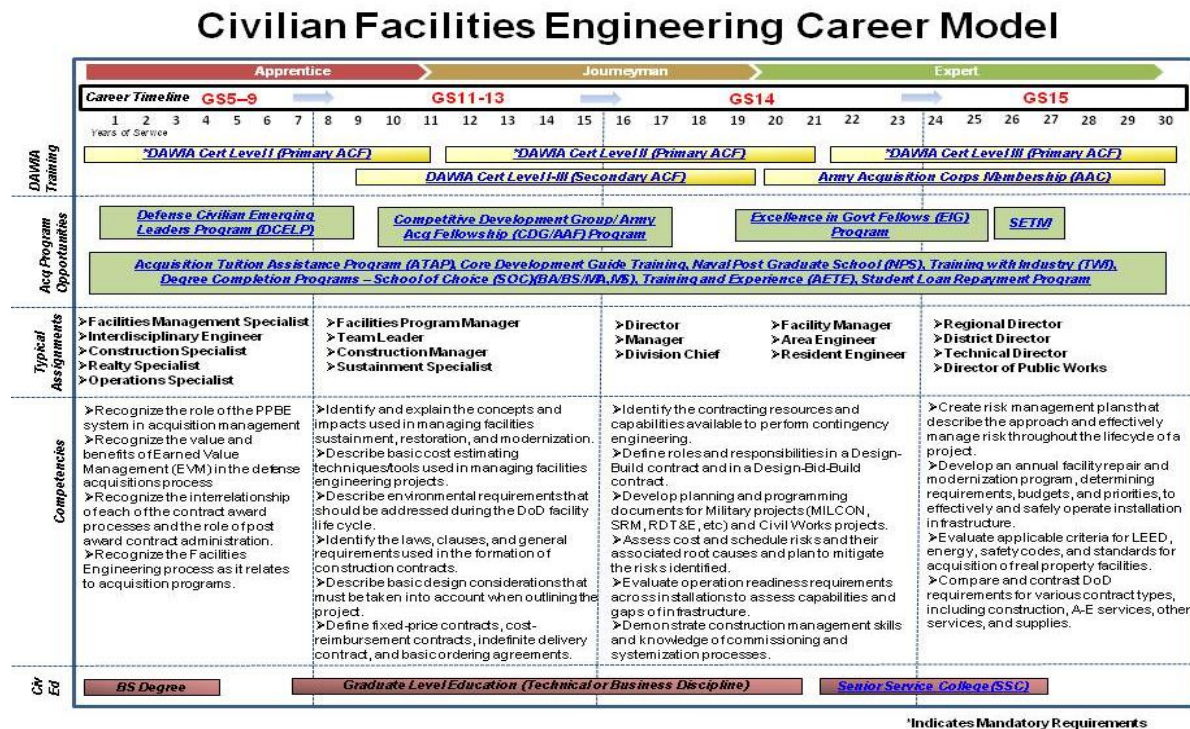 Civilian Facilities Engineering Career Model
Apprentice
Journeyman
Expert
Career Timeline
GS5–9
GS11-13
GS14
GS15
1 2 3 4 5 6 7 8 9 10 11 12 13 14 15 16 17 18 19 20 21 22 23 24 25 26 27 28 29 30
Years of Service
DAWIA
Training
*DAWIA Cert Level I (Primary ACF)
*DAWIA Cert Level II (Primary ACF)
*DAWIA Cert Level III (Primary ACF)
DAWIA Cert Level I-III (Secondary ACF)
Army Acquisition Corps Membership (AAC)
Acq Program
Opportunities
Defense Civilian Emerging
Leaders Program (DCELP)
Competitive Development Group/ Army
Acq Fellowship (CDG/AAF) Program
Excellence in Govt Fellows (EIG)
Program
SETM
Acquisition Tuition Assistance Program (ATAP), Core Development Guide Training, Naval Post Graduate School (NPS), Training with Industry (TWI),
Degree Completion Programs – School of Choice (SOC)(BA/BS/MA,MS), Training and Experience (AETE), Student Loan Repayment Program
Typical
Assignments
➢Facilities Management Specialist
➢Interdisciplinary Engineer
➢Construction Specialist
➢Realty Specialist
➢Operations Specialist
➢Facilities Program Manager
➢Team Leader
➢Construction Manager
➢Sustainment Specialist
➢Director
➢Manager
➢Division Chief
➢Facility Manager
➢Area Engineer
➢Resident Engineer
➢Regional Director
➢District Director
➢Technical Director
➢Director of Public Works
Competencies
➢Recognize the role of the PPBE
system in acquisition management
➢Recognize the value and
benefits of Earned Value
Management (EVM) in the defense
acquisitions process
➢Recognize the interrelationship
of each of the contract award
processes and the role of post
award contract administration.
➢Recognize the Facilities
Engineering process as it relates
to acquisition programs.
➢Identify and explain the concepts and
impacts used in managing facilities
sustainment, restoration, and modernization.
➢Describe basic cost estimating
techniques/tools used in managing facilities
engineering projects.
➢Describe environmental requirements that
should be addressed during the DoD facility
life cycle.
➢Identify the laws, clauses, and general
requirements used in the formation of
construction contracts.
➢Describe basic design considerations that
must be taken into account when outlining the
project.
➢Define fixed-price contracts, cost-
reimbursement contracts, indefinite delivery
contract, and basic ordering agreements.
➢Identify the contracting resources and
capabilities available to perform contingency
engineering.
➢Define roles and responsibilities in a Design-
Build contract and in a Design-Bid-Build
contract.
➢Develop planning and programming
documents for Military projects (MILCON,
SRM, RDT&E, etc) and Civil Works projects.
➢Assess cost and schedule risks and their
associated root causes and plan to mitigate
the risks identified.
➢Evaluate operation readiness requirements
across installations to assess capabilities and
gaps of infrastructure.
➢Demonstrate construction management skills
and knowledge of commissioning and
systemization processes.
➢Create risk management plans that
describe the approach and effectively
manage risk throughout the lifecycle of a
project.
➢Develop an annual facility repair and
modernization program, determining
requirements, budgets, and priorities, to
effectively and safely operate installation
infrastructure.
➢Evaluate applicable criteria for LEED,
energy, safety codes, and standards for
acquisition of real property facilities.
➢Compare and contrast DoD
requirements for various contract types,
including construction, A-E services, other
services, and supplies.
Civ
Ed
BS Degree
Graduate Level Education (Technical or Business Discipline)
Senior Service College (SSC)
*Indicates Mandatory Requirements